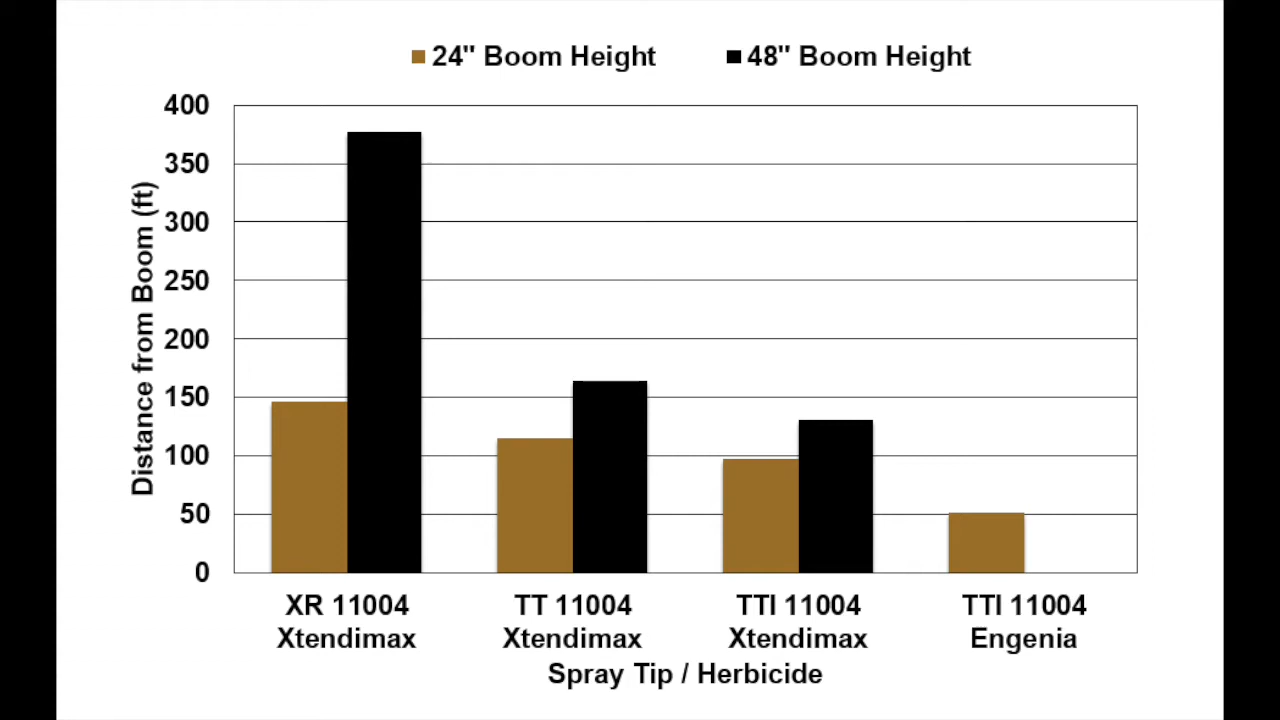 24" Boom Height
48" Boom Height
400
350
300
250
200
150
100
50
0
Distance from Boom (ft)
XR 11004
Xtendimax
TT 11004
Xtendimax
TTI 11004
Xtendimax
TTI 11004
Engenia
Spray Tip / Herbicide